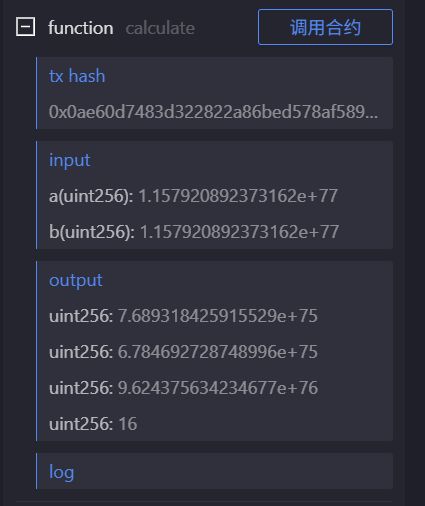 function calculate 调用合约
tx hash
0x0ae60d7483d322822a86bed578af589...
input
a(uint256): 1.157920892373162e+77
b(uint256): 1.157920892373162e+77
output
uint256: 7.689318425915529e+75
uint256: 6.784692728748996e+75
uint256: 9.624375634234677e+76
uint256: 16
log